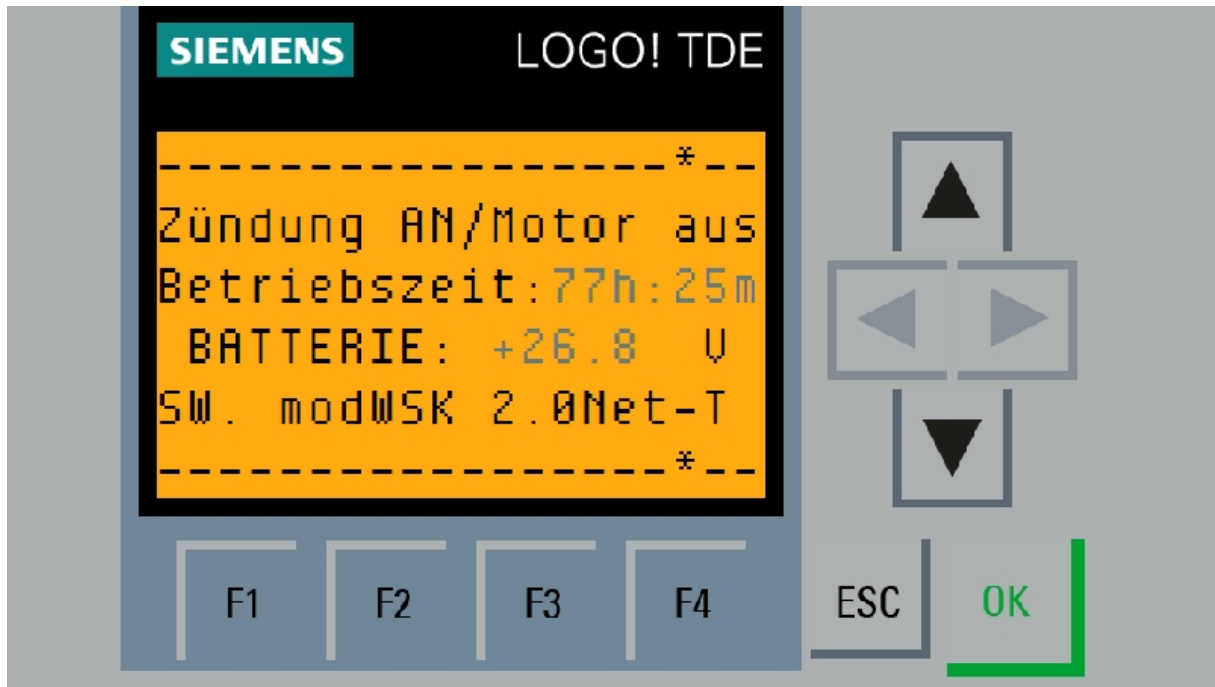 SIEMENS LOGO! TDE
-----------------*--
Zündung AN/Motor aus
Betriebszeit:77h:25m
BATTERIE: +26.8 V
SW. modWSK 2.0Net-T
-----------------*--
F1 F2 F3 F4 ESC OK